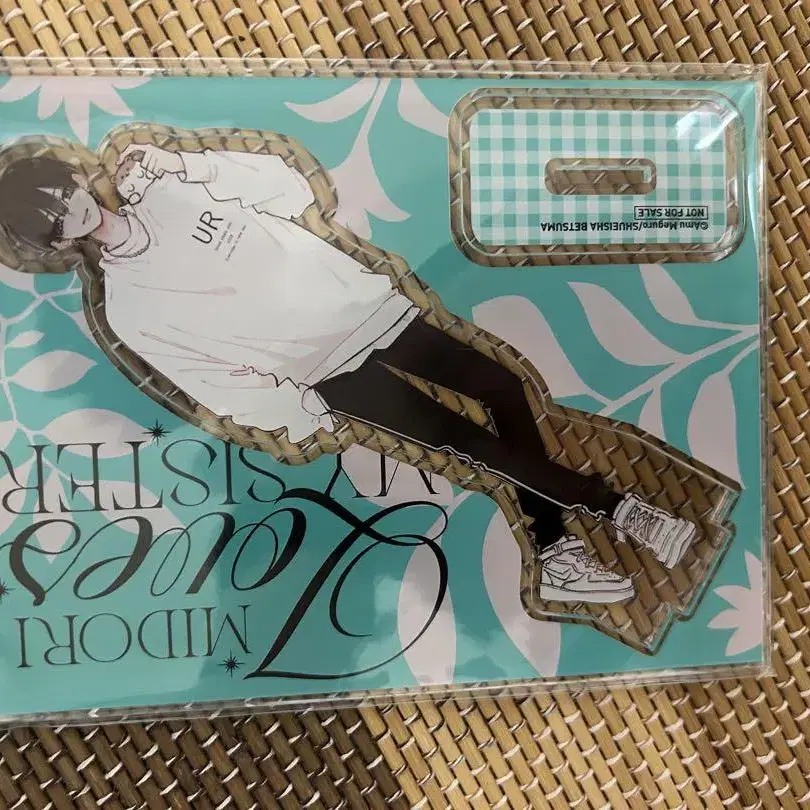 MIDORI
Loves
MY SISTER
UR
NOT FOR SALE
©Amu Meguro/SHUEISHA BETSUMA